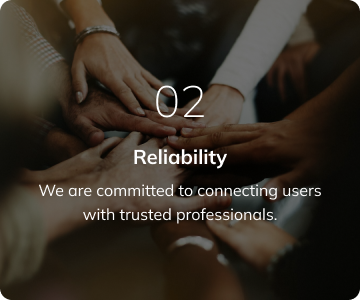 02
Reliability
We are committed to connecting users
with trusted professionals.